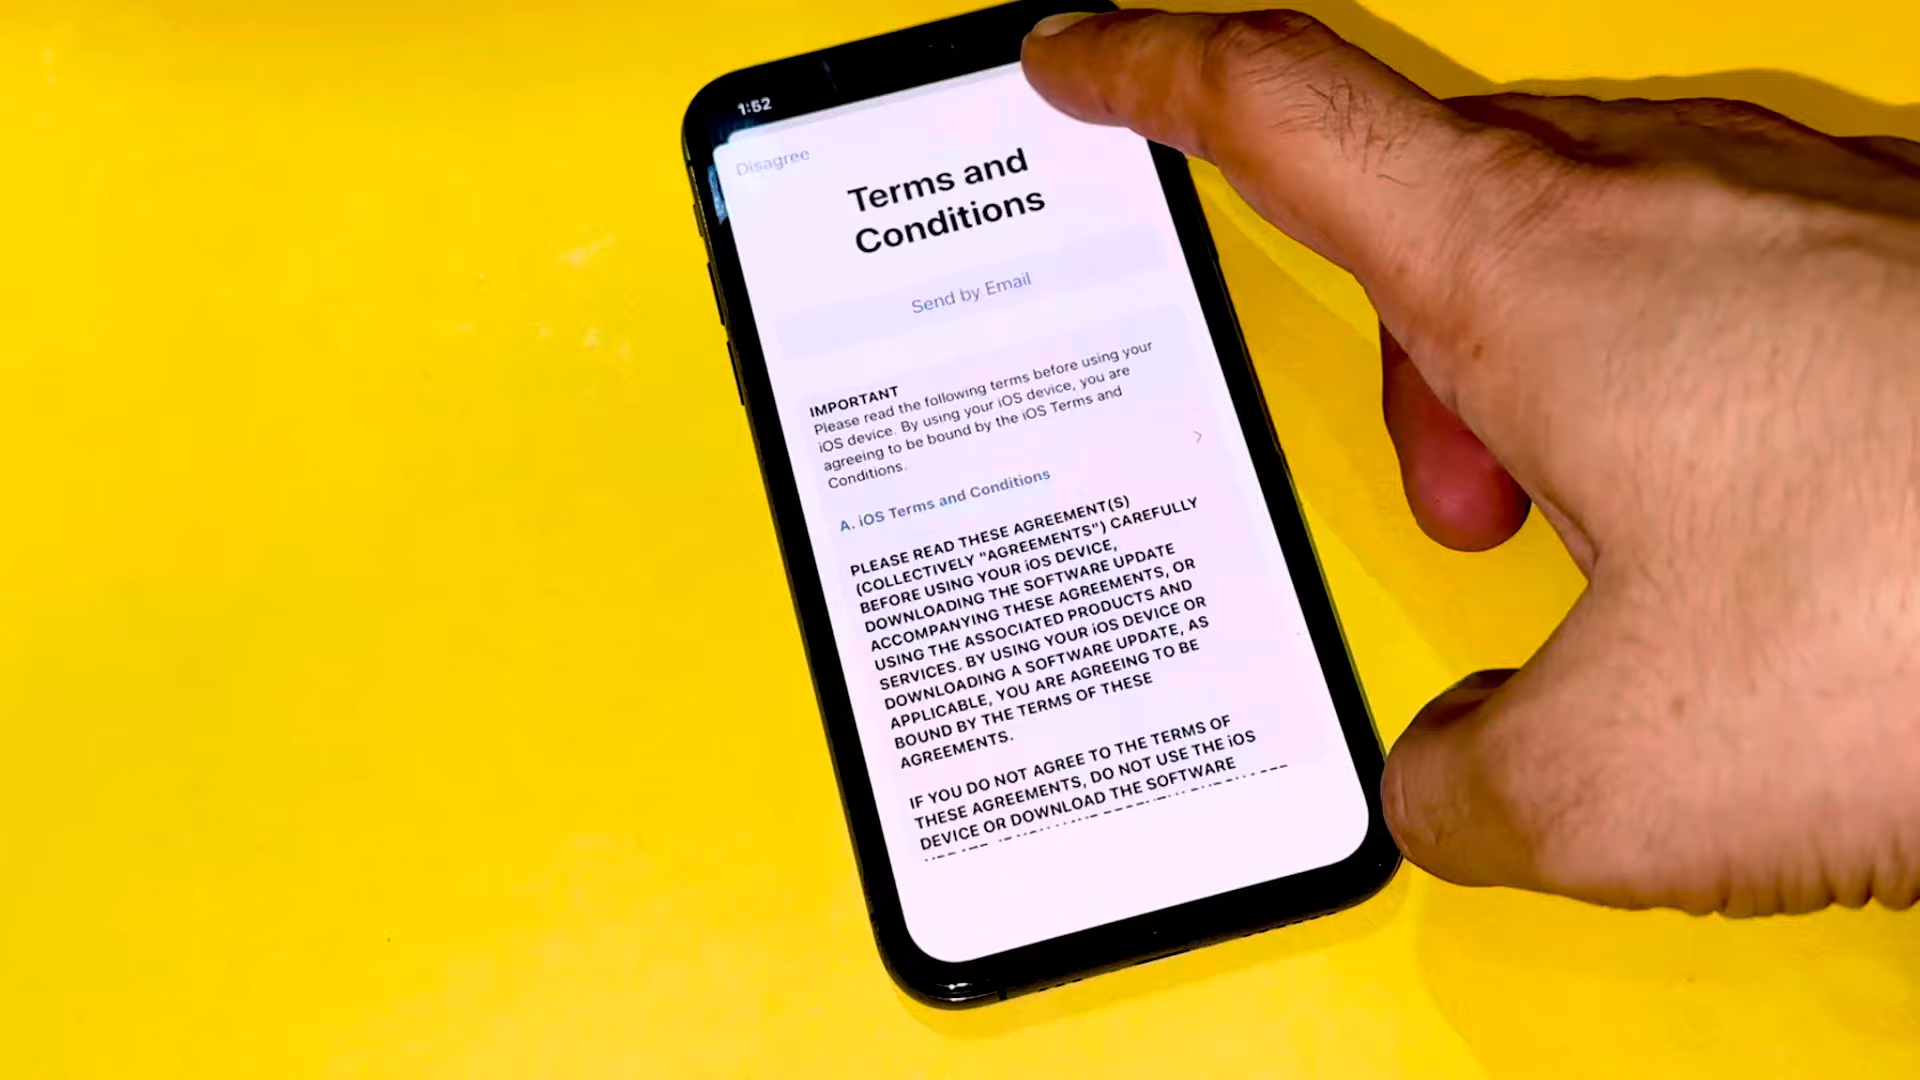 1:52
Disagree
Terms and
Conditions
Send by Email
IMPORTANT
Please read the following terms before using your
iOS device. By using your iOS device, you are
agreeing to be bound by the iOS Terms and
Conditions.
A. iOS Terms and Conditions
PLEASE READ THESE AGREEMENT(S)
(COLLECTIVELY "AGREEMENTS") CAREFULLY
BEFORE USING YOUR iOS DEVICE,
DOWNLOADING THE SOFTWARE UPDATE
ACCOMPANYING THESE AGREEMENTS, OR
USING THE ASSOCIATED PRODUCTS AND
SERVICES. BY USING YOUR iOS DEVICE OR
DOWNLOADING A SOFTWARE UPDATE, AS
APPLICABLE, YOU ARE AGREEING TO BE
BOUND BY THE TERMS OF THESE
AGREEMENTS.
IF YOU DO NOT AGREE TO THE TERMS OF
THESE AGREEMENTS, DO NOT USE THE iOS
DEVICE OR DOWNLOAD THE SOFTWARE